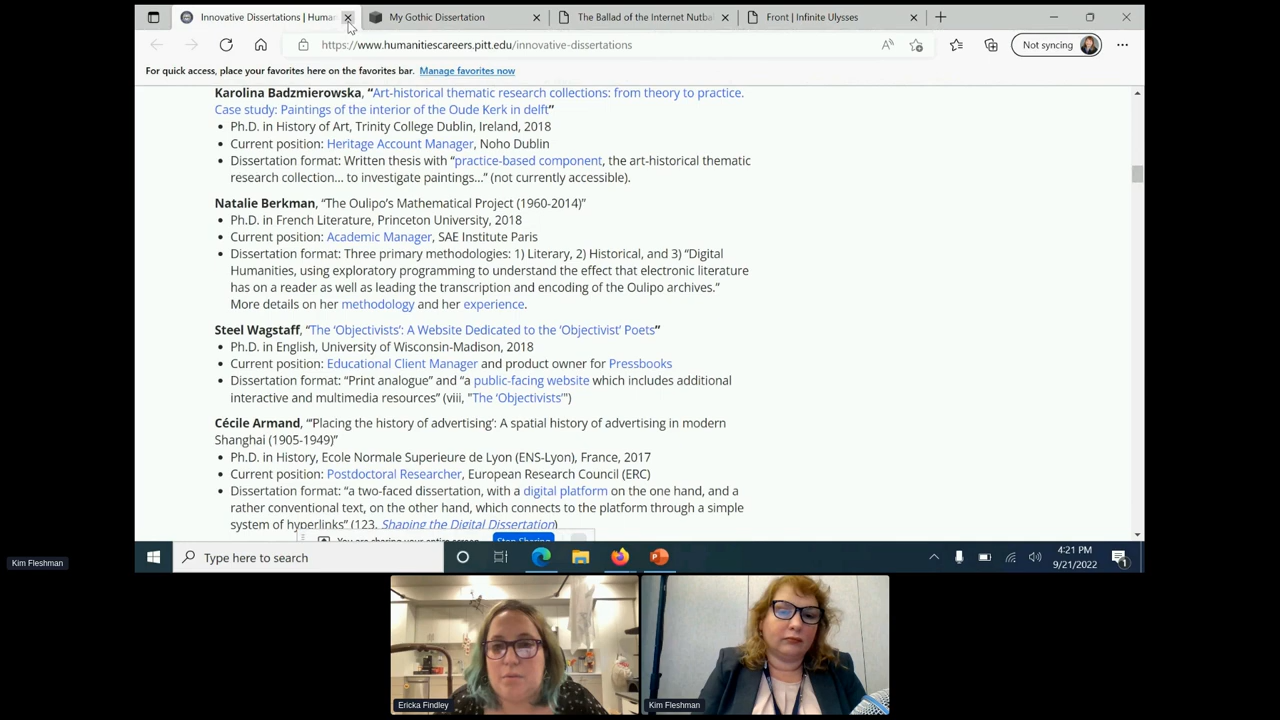 Innovative Dissertations | Huma
My Gothic Dissertation
The Ballad of the Internet Nutba
Front | Infinite Ulysses
https://www.humanitiescareers.pitt.edu/innovative-dissertations
Not syncing
For quick access, place your favorites here on the favorites bar. Manage favorites now
Karolina Badzmierowska, “Art-historical thematic research collections: from theory to practice.
Case study: Paintings of the interior of the Oude Kerk in delft”
• Ph.D. in History of Art, Trinity College Dublin, Ireland, 2018
• Current position: Heritage Account Manager, Noho Dublin
• Dissertation format: Written thesis with “practice-based component, the art-historical thematic
research collection... to investigate paintings...” (not currently accessible).
Natalie Berkman, “The Oulipo’s Mathematical Project (1960-2014)”
• Ph.D. in French Literature, Princeton University, 2018
• Current position: Academic Manager, SAE Institute Paris
• Dissertation format: Three primary methodologies: 1) Literary, 2) Historical, and 3) “Digital
Humanities, using exploratory programming to understand the effect that electronic literature
has on a reader as well as leading the transcription and encoding of the Oulipo archives.”
More details on her methodology and her experience.
Steel Wagstaff, “The ‘Objectivists’: A Website Dedicated to the ‘Objectivist’ Poets”
• Ph.D. in English, University of Wisconsin-Madison, 2018
• Current position: Educational Client Manager and product owner for Pressbooks
• Dissertation format: “Print analogue” and “a public-facing website which includes additional
interactive and multimedia resources” (viii, "The ‘Objectivists’")
Cécile Armand, “‘Placing the history of advertising’: A spatial history of advertising in modern
Shanghai (1905-1949)”
• Ph.D. in History, Ecole Normale Superieure de Lyon (ENS-Lyon), France, 2017
• Current position: Postdoctoral Researcher, European Research Council (ERC)
• Dissertation format: “a two-faced dissertation, with a digital platform on the one hand, and a
rather conventional text, on the other hand, which connects to the platform through a simple
system of hyperlinks” (123, Shaping the Digital Dissertation)
You are sharing your entire screen Stop Sharing
Type here to search
4:21 PM
9/21/2022
1
Kim Fleshman
Ericka Findley
Kim Fleshman